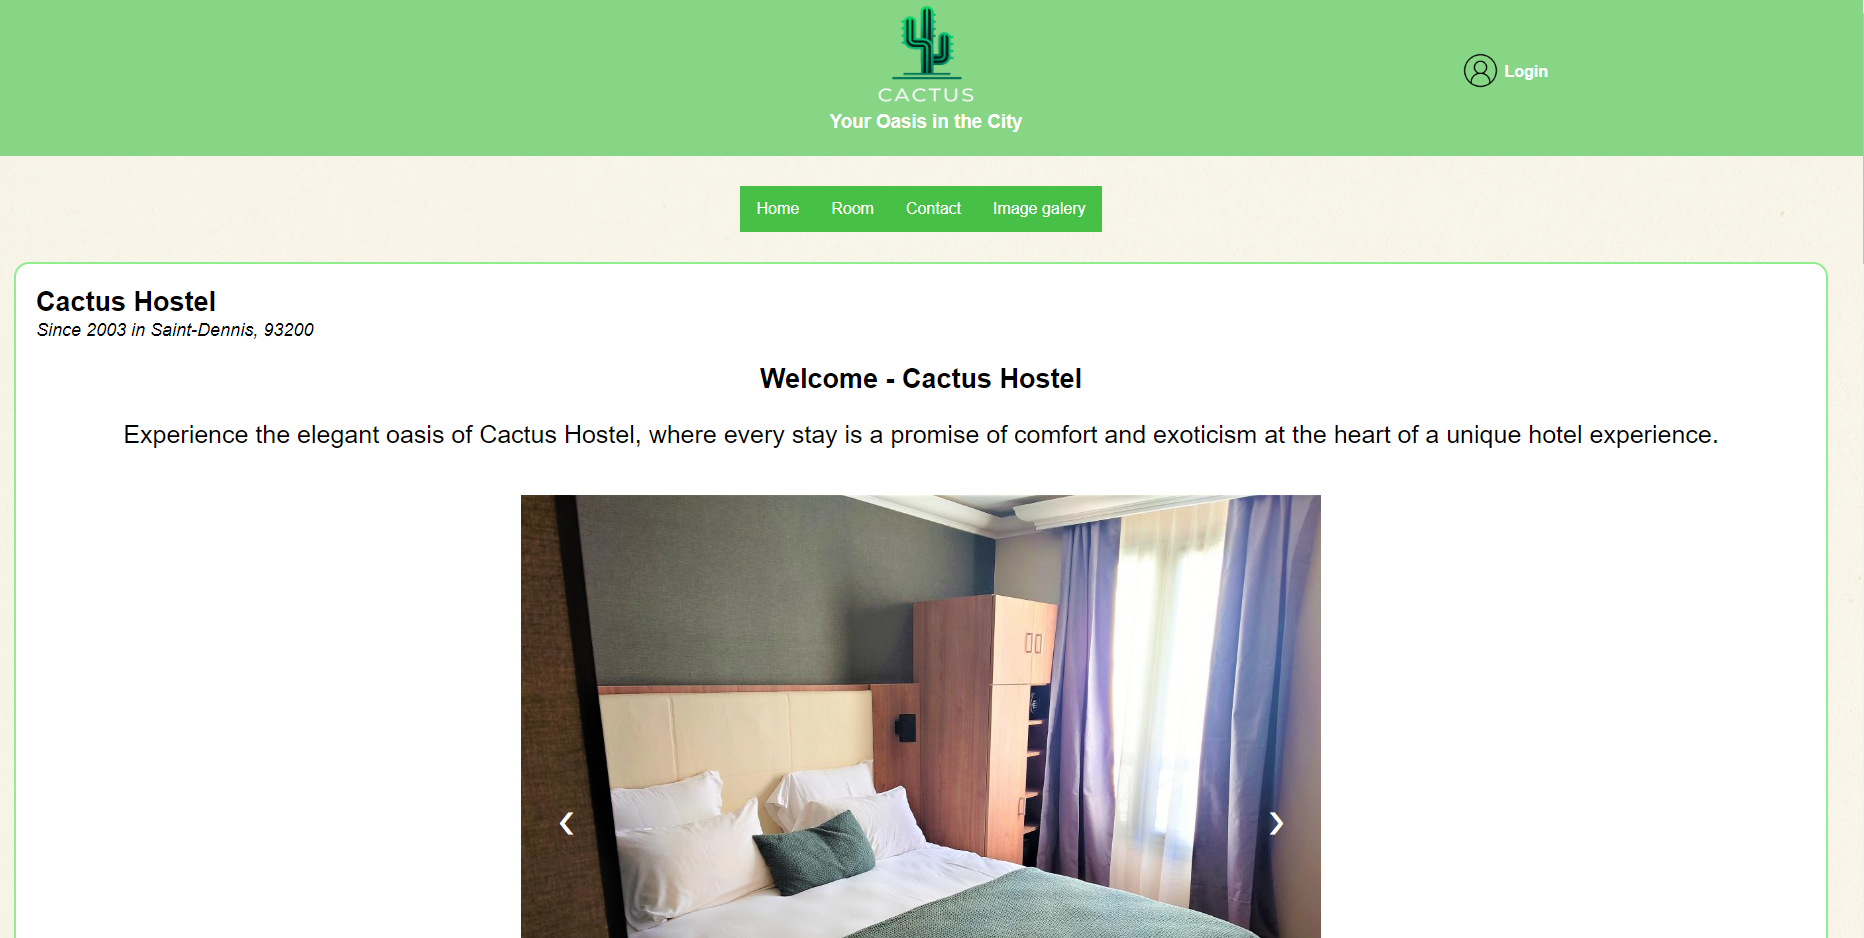 CACTUS
Your Oasis in the City
Login
Home Room Contact Image galery
Cactus Hostel
Since 2003 in Saint-Dennis, 93200
Welcome - Cactus Hostel
Experience the elegant oasis of Cactus Hostel, where every stay is a promise of comfort and exoticism at the heart of a unique hotel experience.